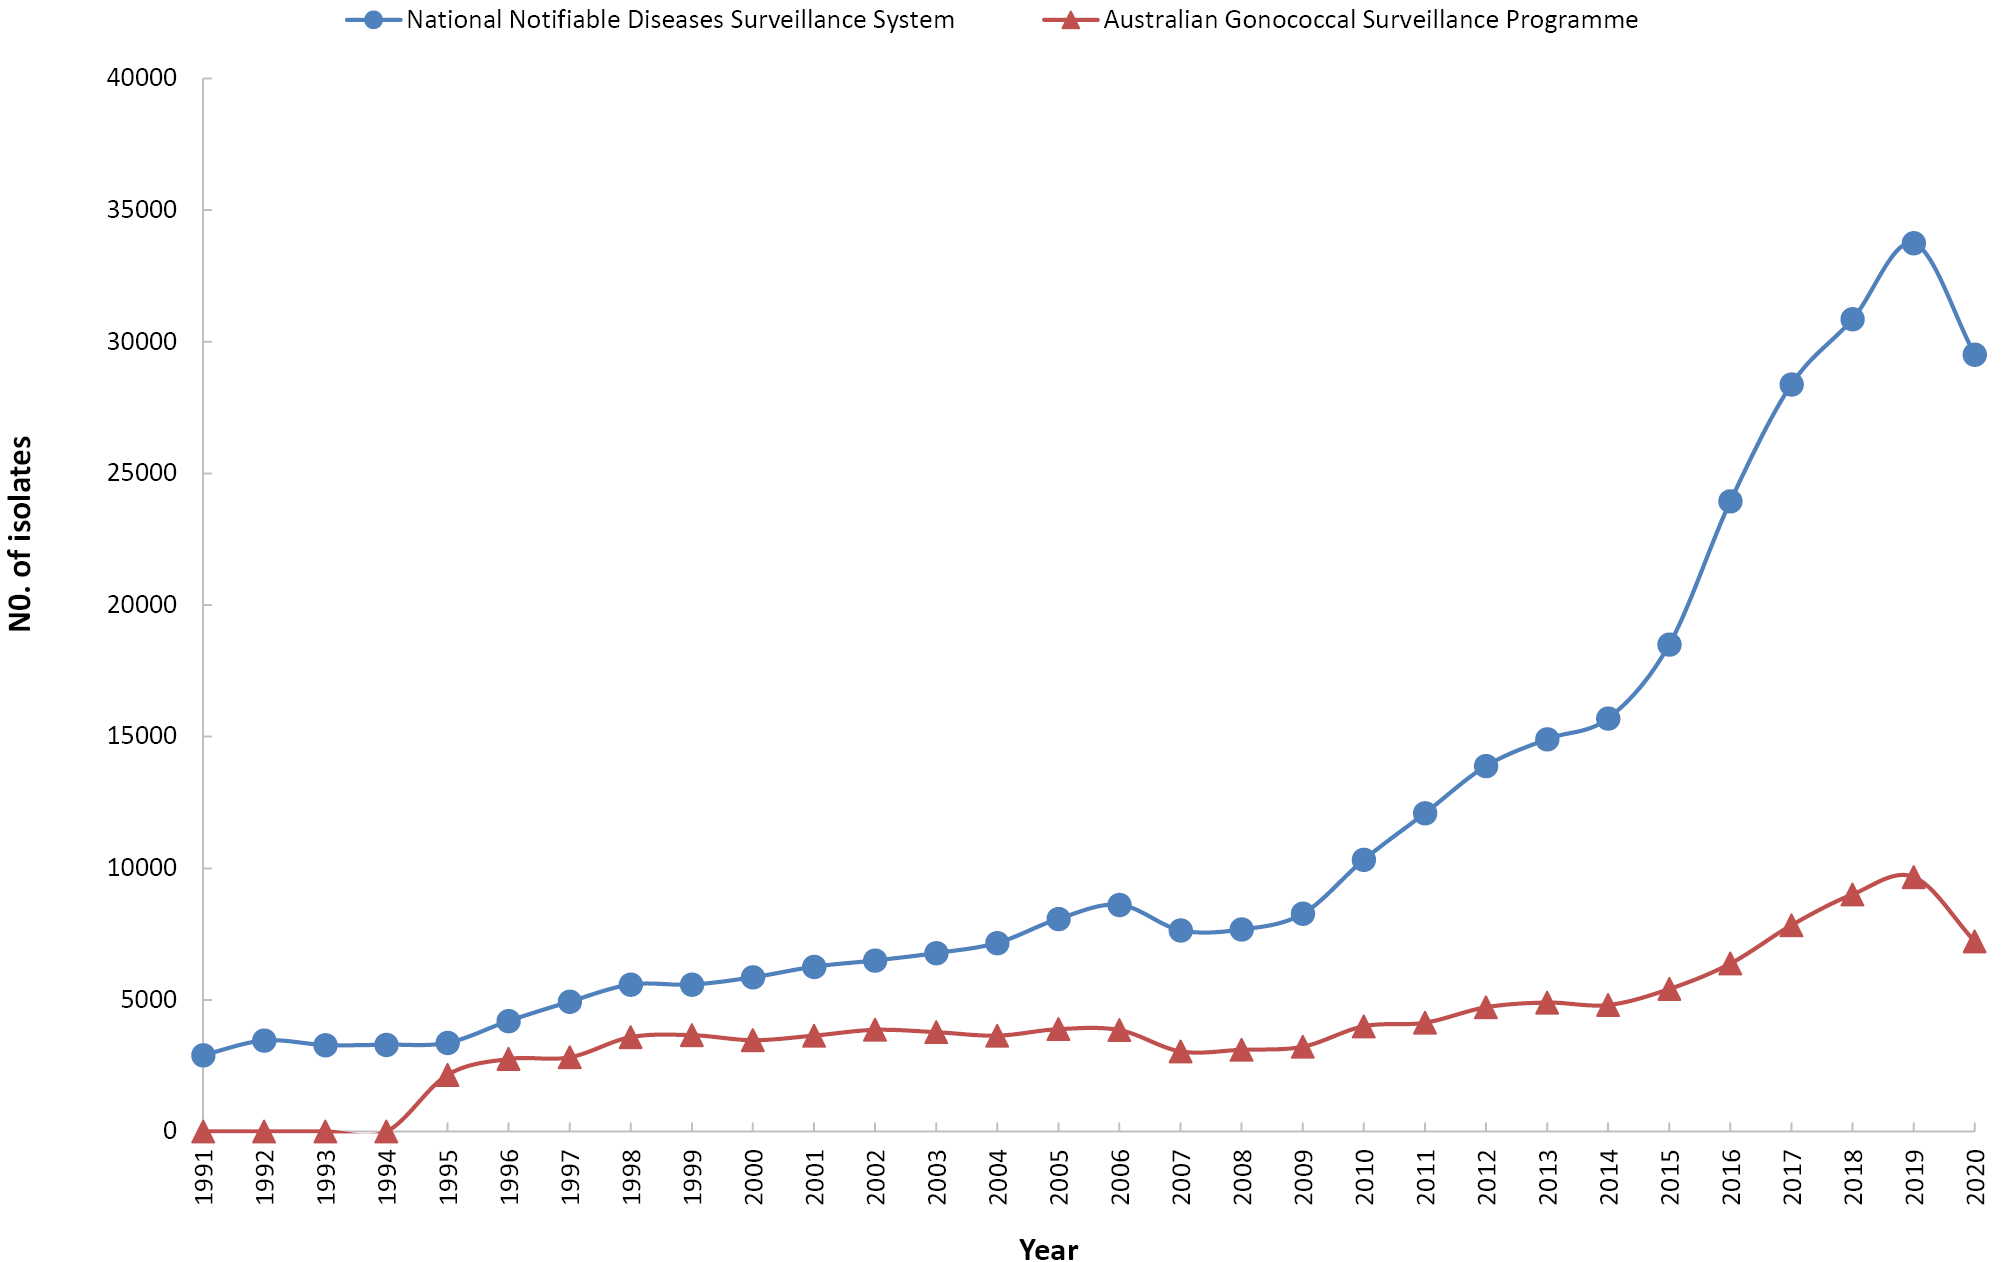 National Notifiable Diseases Surveillance System Australian Gonococcal Surveillance Programme
40000
35000
30000
25000
20000
15000
10000
5000
0
N0. of isolates
1991 1992 1993 1994 1995 1996 1997 1998 1999 2000 2001 2002 2003 2004 2005 2006 2007 2008 2009 2010 2011 2012 2013 2014 2015 2016 2017 2018 2019 2020
Year